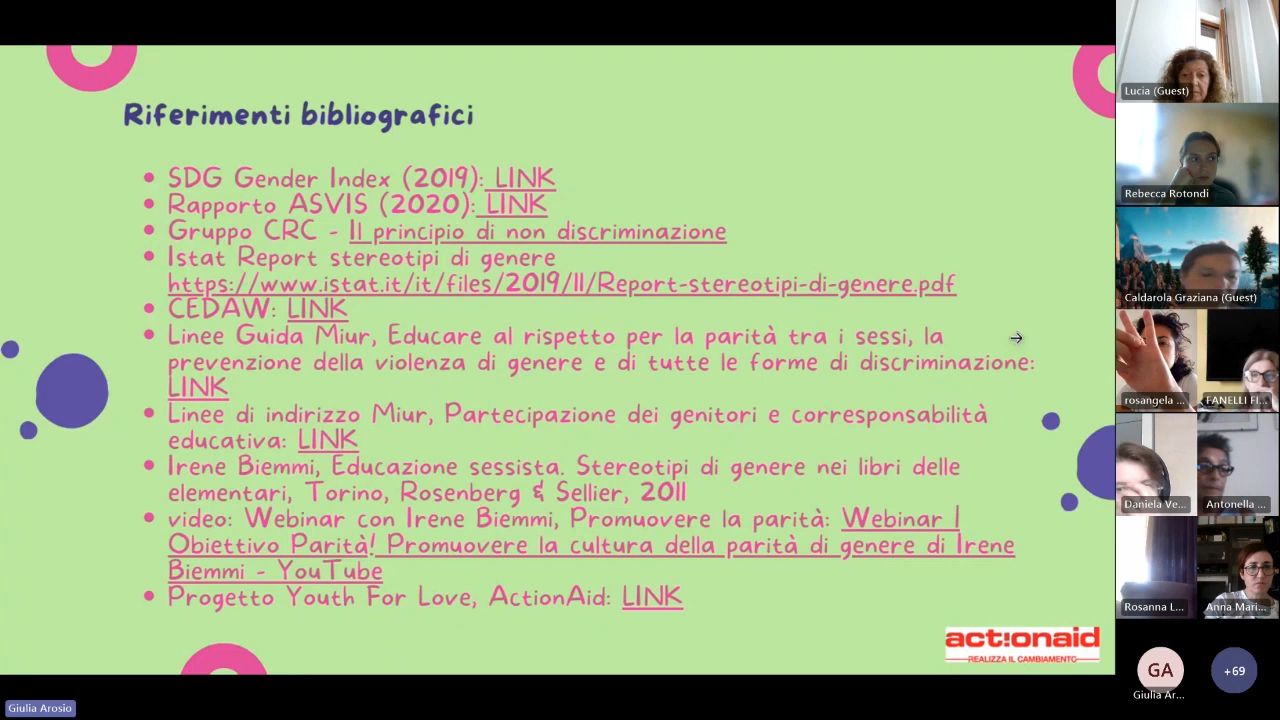 Riferimenti bibliografici
SDG Gender Index (2019): LINK
Rapporto ASVIS (2020): LINK
Gruppo CRC - Il principio di non discriminazione
Istat Report stereotipi di genere
https://www.istat.it/it/files/2019/11/Report-stereotipi-di-genere.pdf
CEDAW: LINK
Linee Guida Miur, Educare al rispetto per la parità tra i sessi, la
prevenzione della violenza di genere e di tutte le forme di discriminazione:
LINK
Linee di indirizzo Miur, Partecipazione dei genitori e corresponsabilità
educativa: LINK
Irene Biemmi, Educazione sessista. Stereotipi di genere nei libri delle
elementari, Torino, Rosenberg & Sellier, 2011
video: Webinar con Irene Biemmi, Promuovere la parità: Webinar |
Obiettivo Parità! Promuovere la cultura della parità di genere di Irene
Biemmi - YouTube
Progetto Youth For Love, ActionAid: LINK
act!onaid
REALIZZA IL CAMBIAMENTO
Giulia Arosio
Lucia (Guest)
Rebecca Rotondi
Caldarola Graziana (Guest)
rosangela ...
FANELLI FI...
Daniela Ve...
Antonella ...
Rosanna L...
Anna Mari...
GA
Giulia Ar...
+69